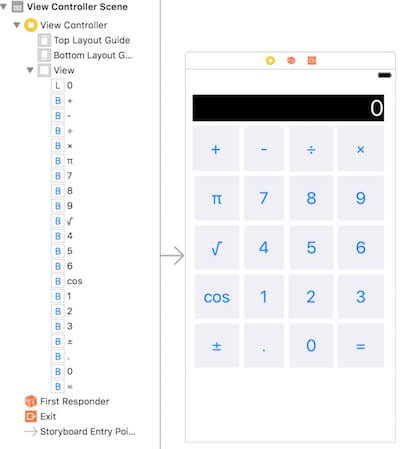 View Controller Scene
View Controller
Top Layout Guide
Bottom Layout G...
View
L 0
B +
B -
B ÷
B ×
B π
B 7
B 8
B 9
B √
B 4
B 5
B 6
B cos
B 1
B 2
B 3
B ±
B .
B 0
B =
First Responder
Exit
Storyboard Entry Poi...
0
+ - ÷ ×
π 7 8 9
√ 4 5 6
cos 1 2 3
± . 0 =